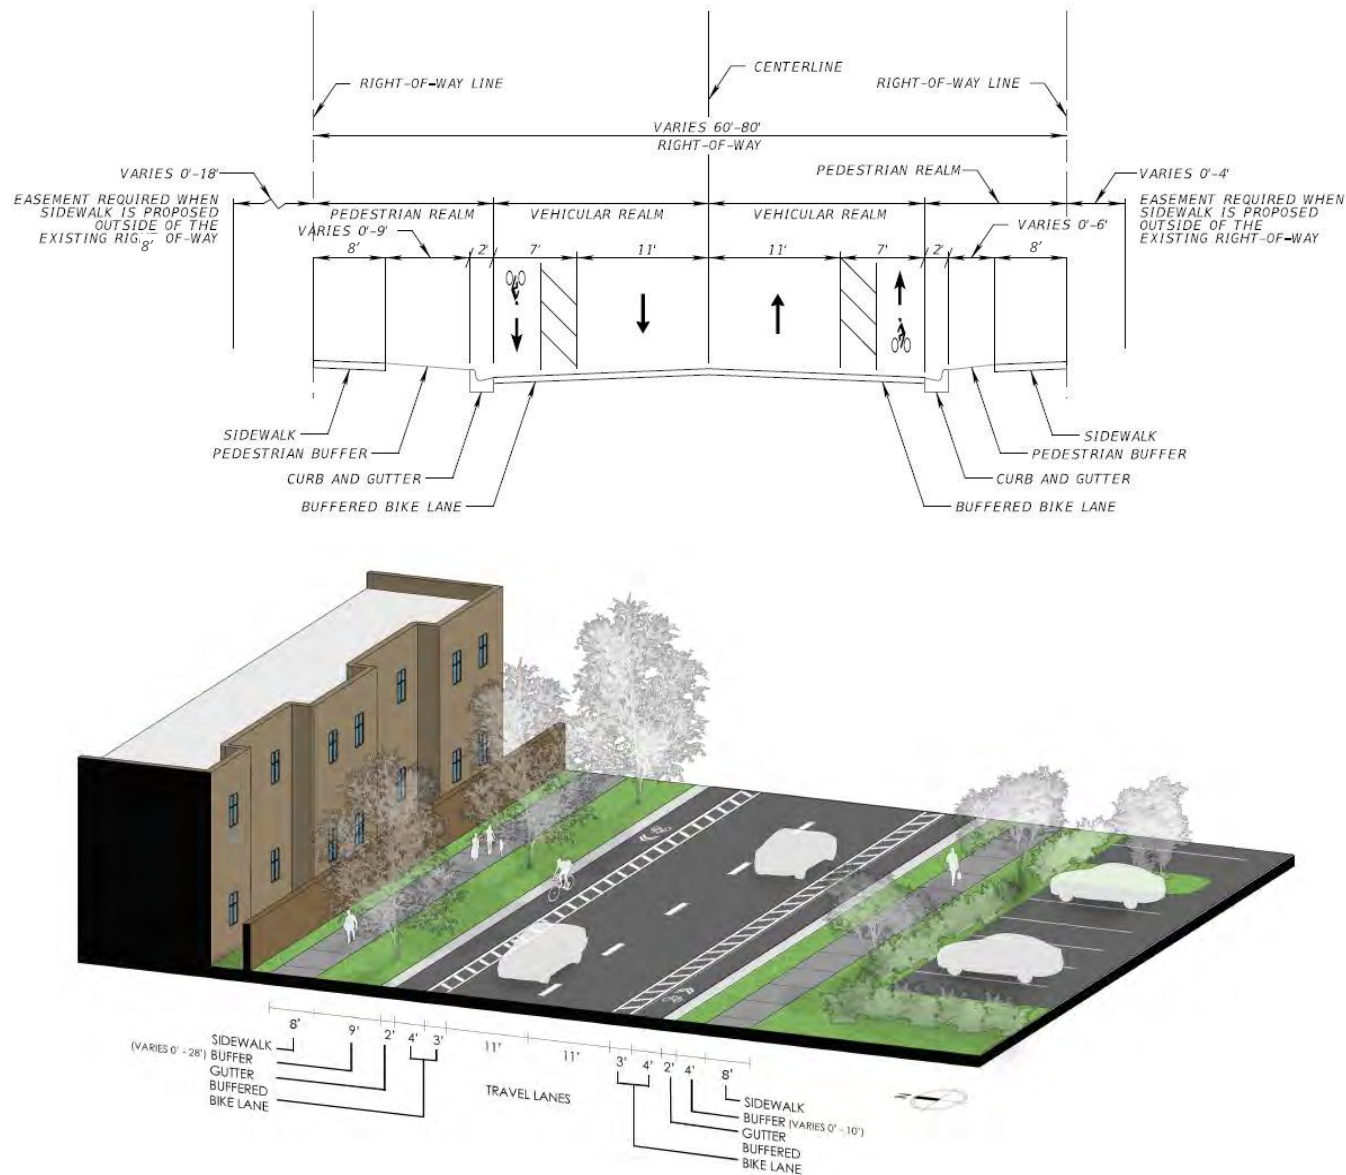 CENTERLINE
RIGHT-OF-WAY LINE
RIGHT-OF-WAY LINE
VARIES 60'-80'
RIGHT-OF-WAY
PEDESTRIAN REALM
VARIES 0'-18'
VARIES 0'-4'
EASEMENT REQUIRED WHEN
SIDEWALK IS PROPOSED
OUTSIDE OF THE
EXISTING RIG OF-WAY
8'
EASEMENT REQUIRED WHEN
SIDEWALK IS PROPOSED
OUTSIDE OF THE
EXISTING RIGHT-OF-WAY
PEDESTRIAN REALM
VEHICULAR REALM
VEHICULAR REALM
VARIES 0'-9'
VARIES 0'-6'
8' 2' 7' 11' 11' 7' 2' 8'
SIDEWALK
PEDESTRIAN BUFFER
CURB AND GUTTER
BUFFERED BIKE LANE
SIDEWALK
PEDESTRIAN BUFFER
CURB AND GUTTER
BUFFERED BIKE LANE
8' 9' 2' 4' 3' 11' 11' 3' 4' 2' 4' 8'
SIDEWALK
(VARIES 0' - 28') BUFFER
GUTTER
BUFFERED
BIKE LANE
TRAVEL LANES
SIDEWALK
BUFFER (VARIES 0' - 10')
GUTTER
BUFFERED
BIKE LANE
N